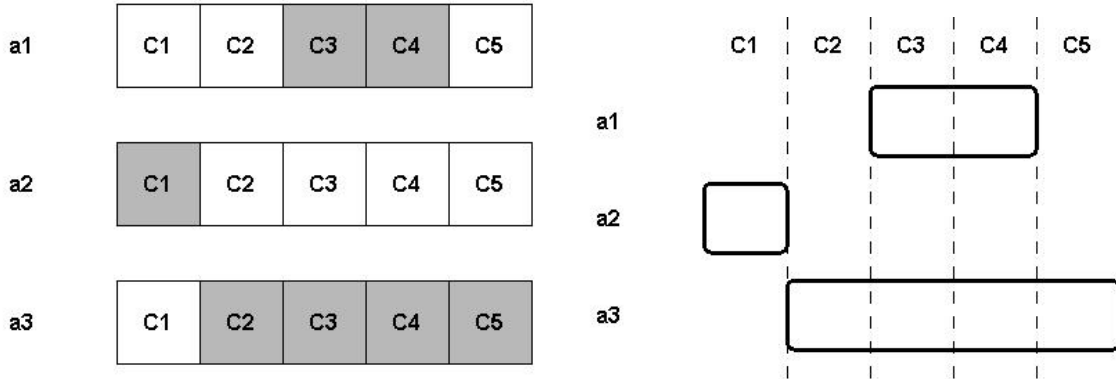 a1 C1 C2 C3 C4 C5
a2 C1 C2 C3 C4 C5
a3 C1 C2 C3 C4 C5
C1 C2 C3 C4 C5
a1
a2
a3